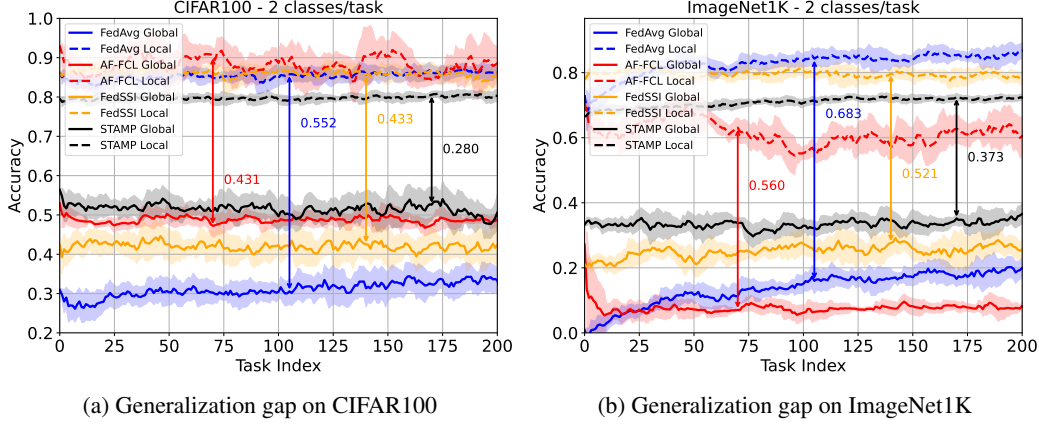 CIFAR100 - 2 classes/task
Accuracy
1.0
0.9
0.8
0.7
0.6
0.5
0.4
0.3
0.2
FedAvg Global
FedAvg Local
AF-FCL Global
AF-FCL Local
FedSSI Global
FedSSI Local
STAMP Global
STAMP Local
0.431
0.552
0.433
0.280
0 25 50 75 100 125 150 175 200
Task Index
(a) Generalization gap on CIFAR100
ImageNet1K - 2 classes/task
Accuracy
0.8
0.6
0.4
0.2
0.0
FedAvg Global
FedAvg Local
AF-FCL Global
AF-FCL Local
FedSSI Global
FedSSI Local
STAMP Global
STAMP Local
0.560
0.683
0.521
0.373
0 25 50 75 100 125 150 175 200
Task Index
(b) Generalization gap on ImageNet1K